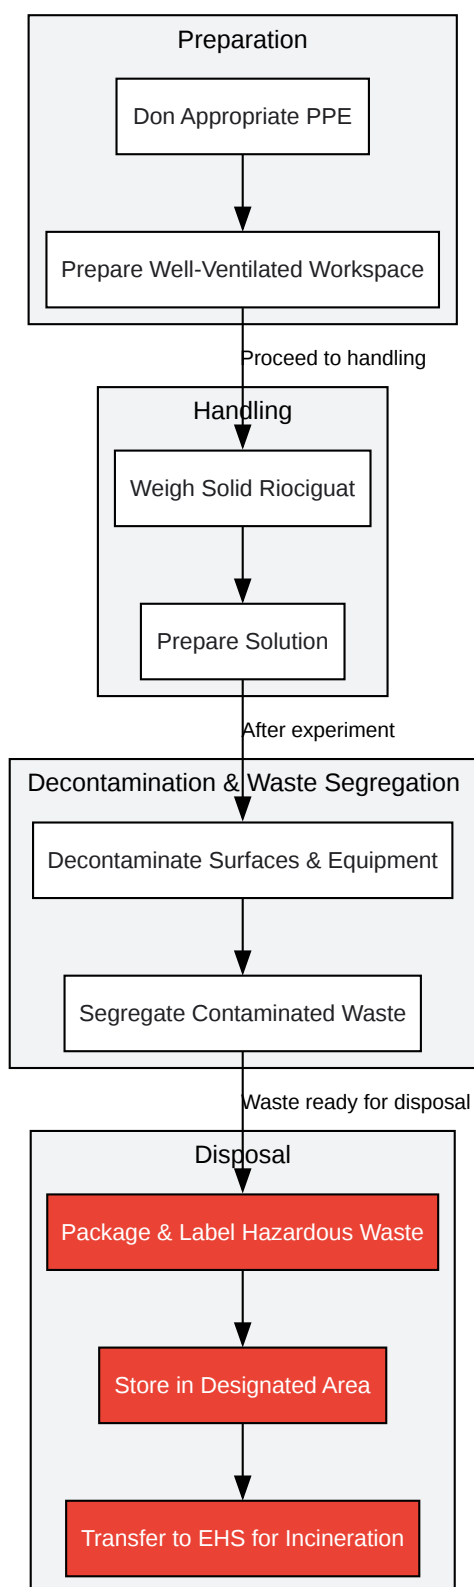 Preparation
Don Appropriate PPE
Prepare Well-Ventilated Workspace
Proceed to handling
Handling
Weigh Solid Riociguat
Prepare Solution
After experiment
Decontamination & Waste Segregation
Decontaminate Surfaces & Equipment
Segregate Contaminated Waste
Waste ready for disposal
Disposal
Package & Label Hazardous Waste
Store in Designated Area
Transfer to EHS for Incineration